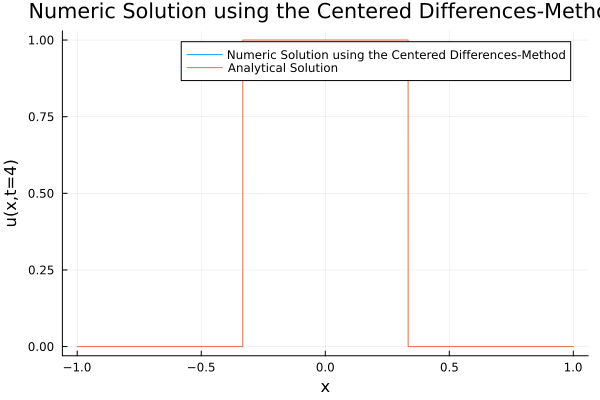 Numeric Solution using the Centered Differences-Metho
1.00
Numeric Solution using the Centered Differences-Method
Analytical Solution
0.75
u(x,t=4)
0.50
0.25
0.00
−1.0 −0.5 0.0 0.5 1.0
x